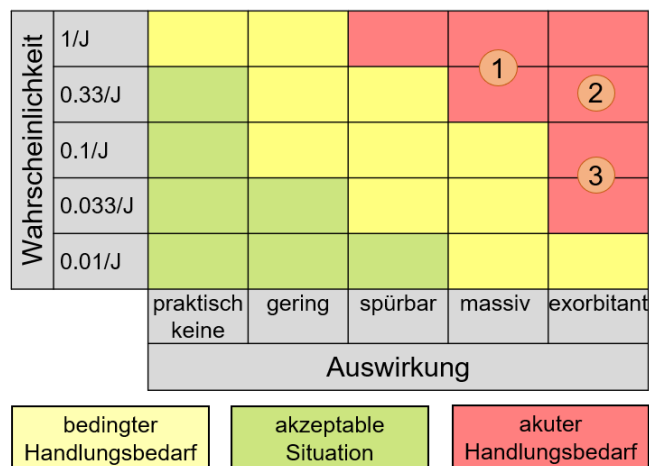 Wahrscheinlichkeit
1/J
0.33/J
0.1/J
0.033/J
0.01/J
1
2
3
praktisch
keine
gering
spürbar
massiv
exorbitant
Auswirkung
bedingter
Handlungsbedarf
akzeptable
Situation
akuter
Handlungsbedarf